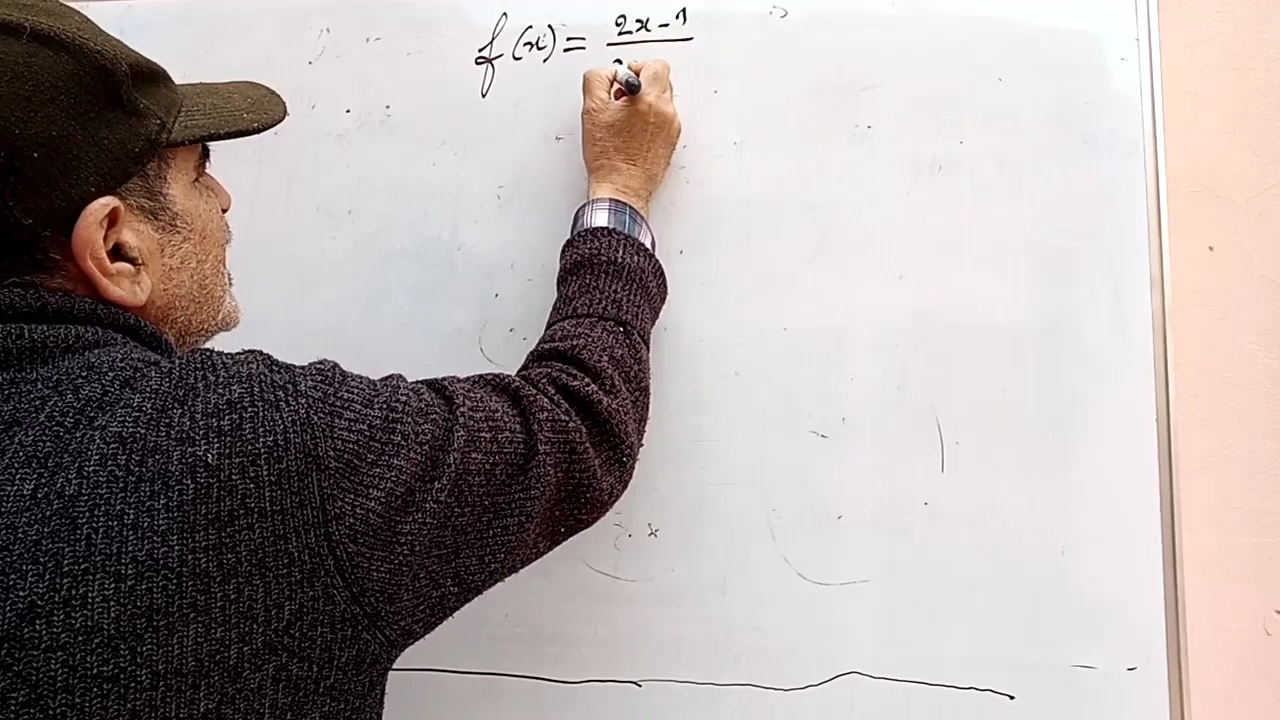 f(x) = 2x-1